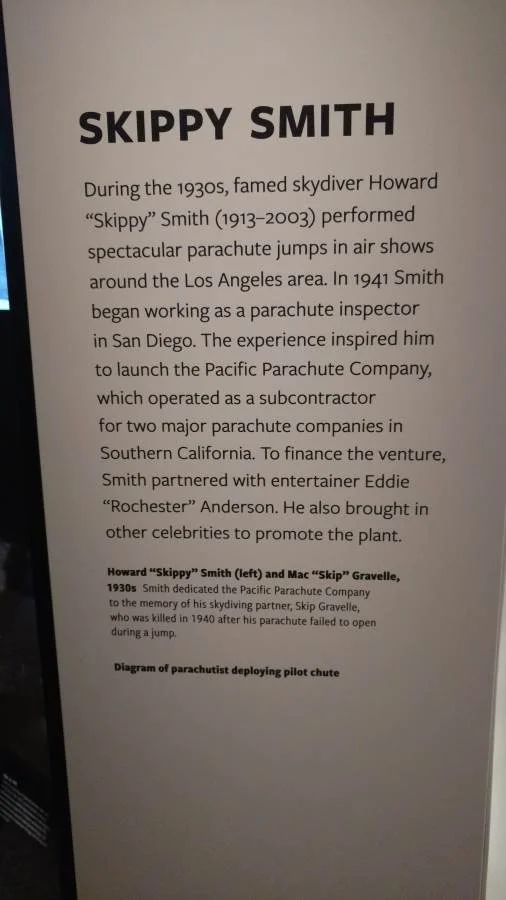 SKIPPY SMITH
During the 1930s, famed skydiver Howard
“Skippy” Smith (1913–2003) performed
spectacular parachute jumps in air shows
around the Los Angeles area. In 1941 Smith
began working as a parachute inspector
in San Diego. The experience inspired him
to launch the Pacific Parachute Company,
which operated as a subcontractor
for two major parachute companies in
Southern California. To finance the venture,
Smith partnered with entertainer Eddie
“Rochester” Anderson. He also brought in
other celebrities to promote the plant.
Howard “Skippy” Smith (left) and Mac “Skip” Gravelle,
1930s Smith dedicated the Pacific Parachute Company
to the memory of his skydiving partner, Skip Gravelle,
who was killed in 1940 after his parachute failed to open
during a jump.
Diagram of parachutist deploying pilot chute